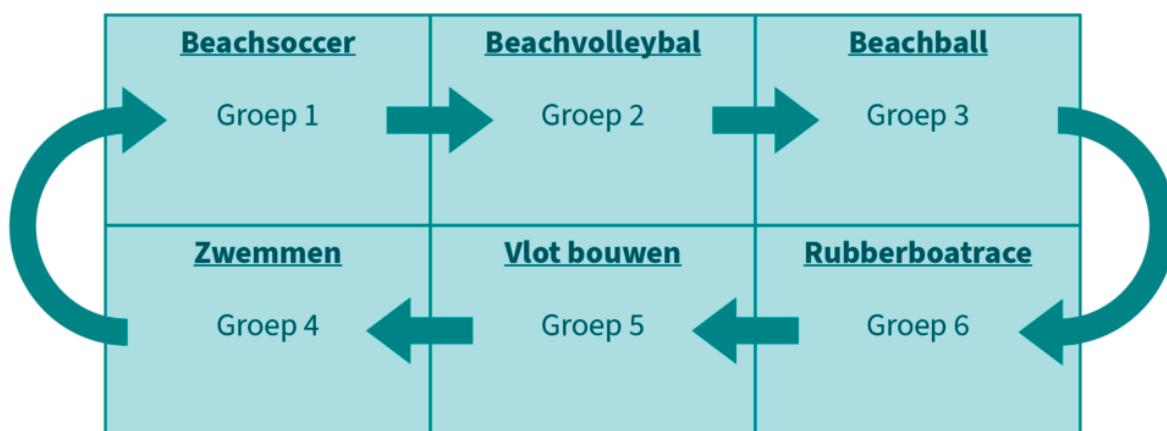 Beachsoccer
Groep 1
Beachvolleybal
Groep 2
Beachball
Groep 3
Zwemmen
Groep 4
Vlot bouwen
Groep 5
Rubberboatrace
Groep 6